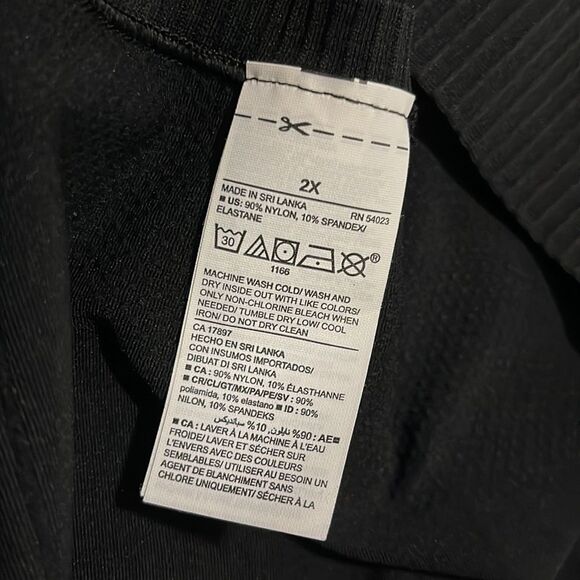 2X
MADE IN SRI LANKA RN 54023
■ US: 90% NYLON, 10% SPANDEX/
ELASTANE
30
®
1166
MACHINE WASH COLD/ WASH AND
DRY INSIDE OUT WITH LIKE COLORS/
ONLY NON-CHLORINE BLEACH WHEN
NEEDED/ TUMBLE DRY LOW/ COOL
IRON/ DO NOT DRY CLEAN
CA 17897
HECHO EN SRI LANKA
CON INSUMOS IMPORTADOS/
DIBUAT DI SRI LANKA
■ CA : 90% NYLON, 10% ÉLASTHANNE
■ CR/CL/GT/MX/PA/PE/SV : 90%
poliamida, 10% elastano ■ ID : 90%
NILON, 10% SPANDEKS
■ AE: 90% نايلون, 10% سباندیکس
■ CA : LAVER À LA MACHINE À L'EAU
FROIDE/ LAVER ET SÉCHER SUR
L'ENVERS AVEC DES COULEURS
SEMBLABLES/ UTILISER AU BESOIN UN
AGENT DE BLANCHIMENT SANS
CHLORE UNIQUEMENT/ SÉCHER À LA